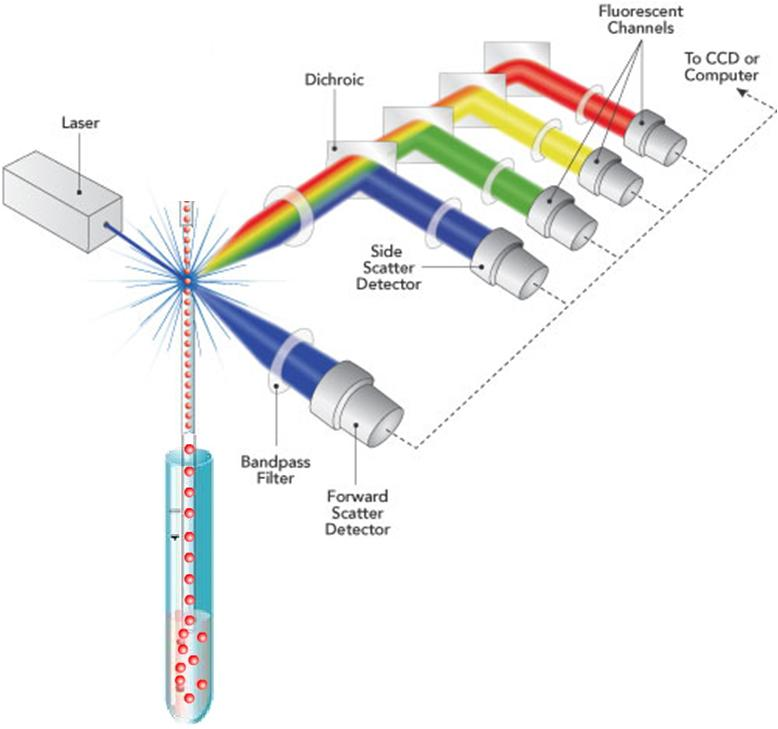 Fluorescent
Channels
To CCD or
Computer
Dichroic
Laser
Side
Scatter
Detector
Bandpass
Filter
Forward
Scatter
Detector